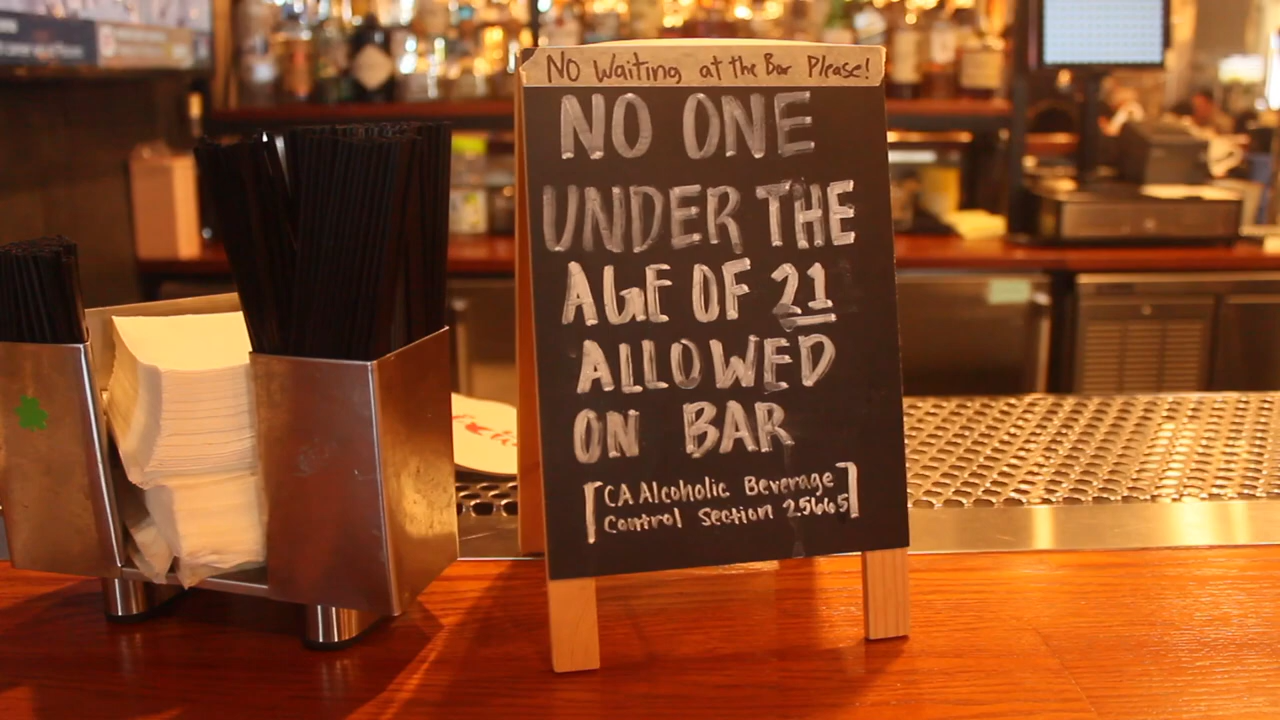 No Waiting at the Bar Please!
NO ONE
UNDER THE
AGE OF 21
ALLOWED
ON BAR
[CA Alcoholic Beverage
Control Section 25665]